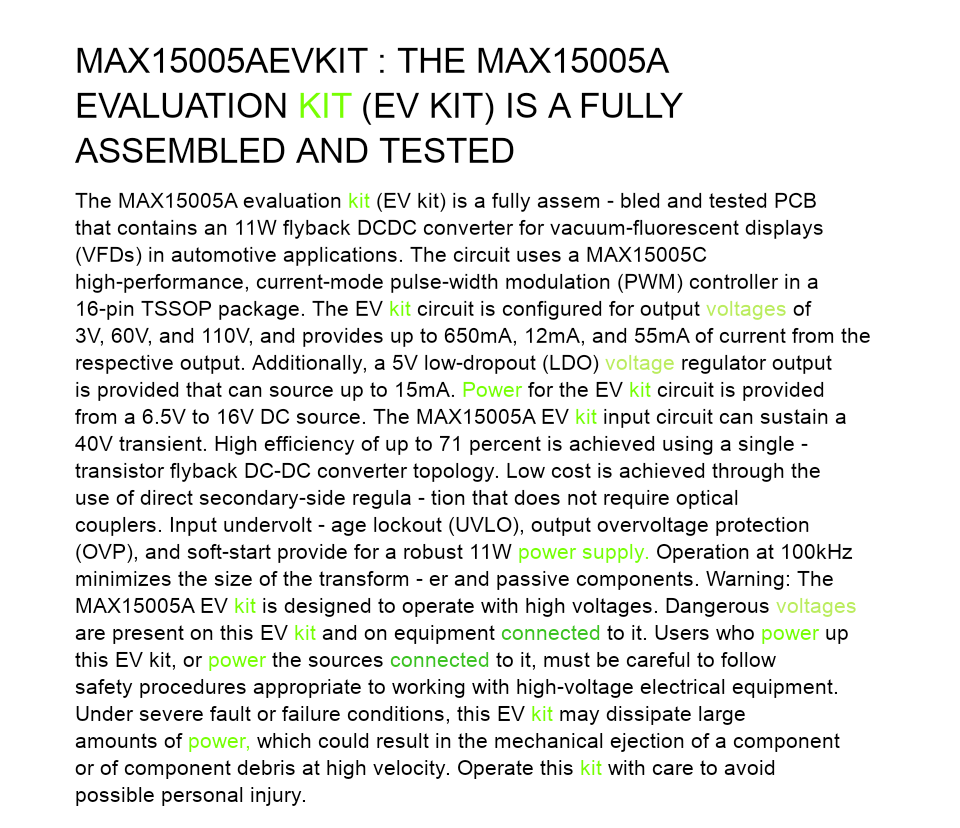 MAX15005AEVKIT : THE MAX15005A
EVALUATION KIT (EV KIT) IS A FULLY
ASSEMBLED AND TESTED
The MAX15005A evaluation kit (EV kit) is a fully assem - bled and tested PCB
that contains an 11W flyback DCDC converter for vacuum-fluorescent displays
(VFDs) in automotive applications. The circuit uses a MAX15005C
high-performance, current-mode pulse-width modulation (PWM) controller in a
16-pin TSSOP package. The EV kit circuit is configured for output voltages of
3V, 60V, and 110V, and provides up to 650mA, 12mA, and 55mA of current from the
respective output. Additionally, a 5V low-dropout (LDO) voltage regulator output
is provided that can source up to 15mA. Power for the EV kit circuit is provided
from a 6.5V to 16V DC source. The MAX15005A EV kit input circuit can sustain a
40V transient. High efficiency of up to 71 percent is achieved using a single -
transistor flyback DC-DC converter topology. Low cost is achieved through the
use of direct secondary-side regula - tion that does not require optical
couplers. Input undervolt - age lockout (UVLO), output overvoltage protection
(OVP), and soft-start provide for a robust 11W power supply. Operation at 100kHz
minimizes the size of the transform - er and passive components. Warning: The
MAX15005A EV kit is designed to operate with high voltages. Dangerous voltages
are present on this EV kit and on equipment connected to it. Users who power up
this EV kit, or power the sources connected to it, must be careful to follow
safety procedures appropriate to working with high-voltage electrical equipment.
Under severe fault or failure conditions, this EV kit may dissipate large
amounts of power, which could result in the mechanical ejection of a component
or of component debris at high velocity. Operate this kit with care to avoid
possible personal injury.